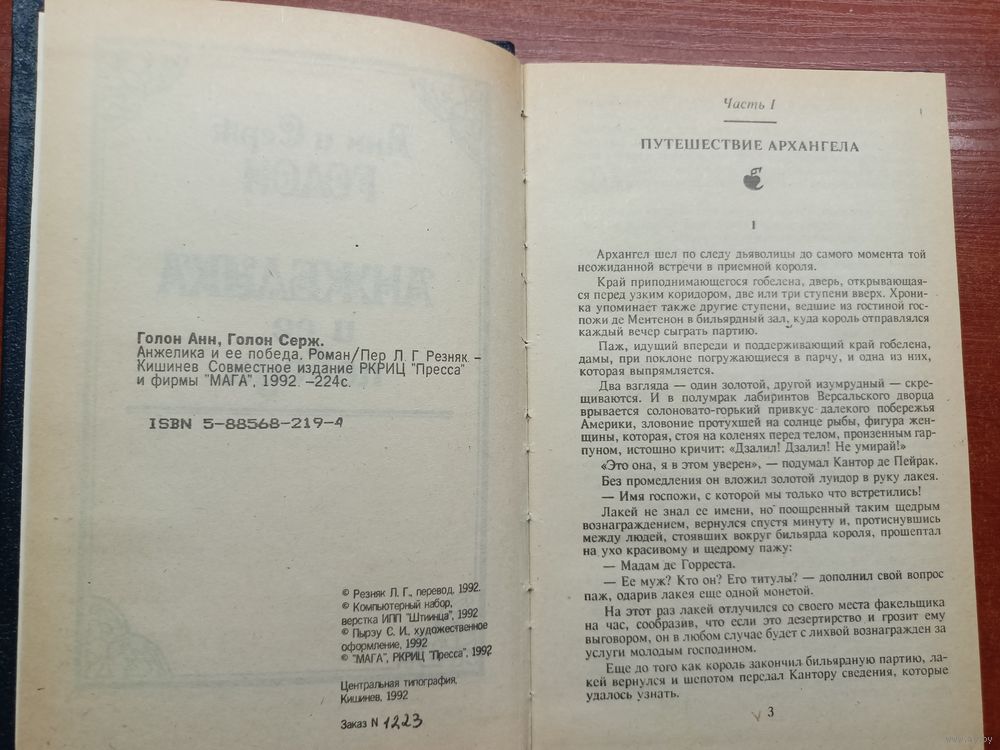 Голон Анн, Голон Серж.
Анжелика и ее победа. Роман/Пер Л. Г Резняк. –
Кишинев Совместное издание РКРИЦ "Пресса"
и фирмы "МАГА", 1992. –224с.
ISBN 5–88568–219–4
© Резняк Л. Г., перевод, 1992.
© Компьютерный набор,
верстка ИПП "Штиинца", 1992
© Пырэу С. И., художественное
оформление, 1992
© "МАГА", РКРИЦ "Пресса", 1992
Центральная типография,
Кишинев, 1992
Заказ N 1223
Часть I
ПУТЕШЕСТВИЕ АРХАНГЕЛА
I
Архангел шел по следу дьяволицы до самого момента той
неожиданной встречи в приемной короля.
Край приподнимающегося гобелена, дверь, открывающая-
ся перед узким коридором, две или три ступени вверх. Хрони-
ка упоминает также другие ступени, ведшие из гостиной гос-
пожи де Ментенон в бильярдный зал, куда король отправлялся
каждый вечер сыграть партию.
Паж, идущий впереди и поддерживающий край гобелена,
дамы, при поклоне погружающиеся в парчу, и одна из них,
которая выпрямляется.
Два взгляда — один золотой, другой изумрудный — скре-
щиваются. И в полумрак лабиринтов Версальского дворца
врывается солоновато-горький привкус далекого побережья
Америки, зловоние протухшей на солнце рыбы, фигура жен-
щины, которая, стоя на коленях перед телом, пронзенным гар-
пуном, истошно кричит: «Дзалил! Дзалил! Не умирай!»
«Это она, я в этом уверен», — подумал Кантор де Пейрак.
Без промедления он вложил золотой луидор в руку лакея.
— Имя госпожи, с которой мы только что встретились!
Лакей не знал ее имени, но поощренный таким щедрым
вознаграждением, вернулся спустя минуту и, протиснувшись
между людей, стоявших вокруг бильярда короля, прошептал
на ухо красивому и щедрому пажу:
— Мадам де Горреста.
— Ее муж? Кто он? Его титулы? — дополнил свой вопрос
паж, одарив лакея еще одной монетой.
На этот раз лакей отлучился со своего места факельщика
на час, сообразив, что если это дезертирство и грозит ему
выговором, он в любом случае будет с лихвой вознагражден за
услуги молодым господином.
Еще до того как король закончил бильярдную партию, ла-
кей вернулся и шепотом передал Кантору сведения, которые
удалось узнать.
3